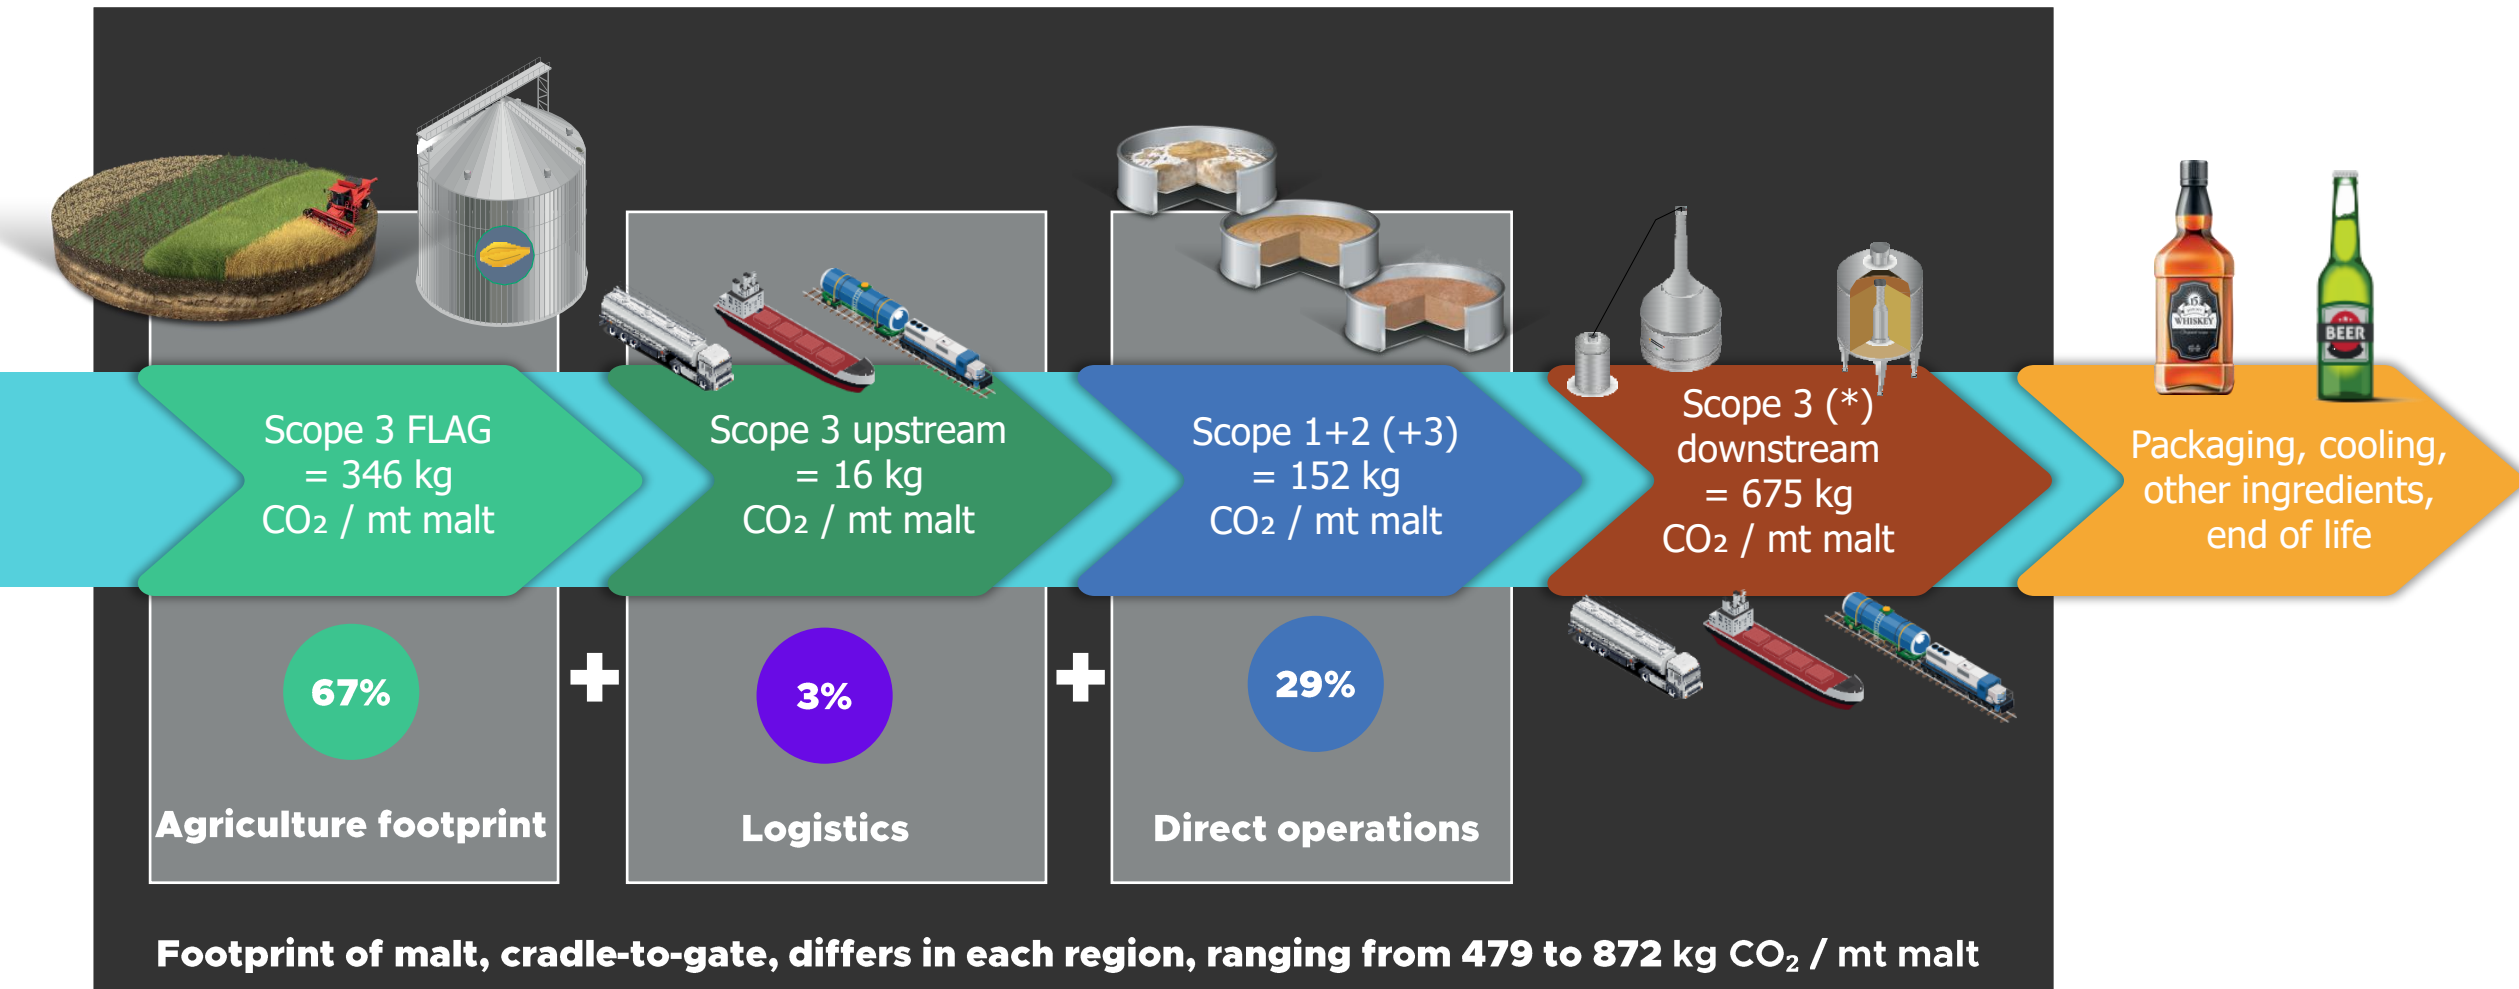 Scope 3 FLAG
= 346 kg
CO₂ / mt malt
Scope 3 upstream
= 16 kg
CO₂ / mt malt
Scope 1+2 (+3)
= 152 kg
CO₂ / mt malt
Scope 3 (*)
downstream
= 675 kg
CO₂ / mt malt
Packaging, cooling,
other ingredients,
end of life
15
WHISKEY
BEER
67%
3%
29%
Agriculture footprint
Logistics
Direct operations
Footprint of malt, cradle-to-gate, differs in each region, ranging from 479 to 872 kg CO₂ / mt malt